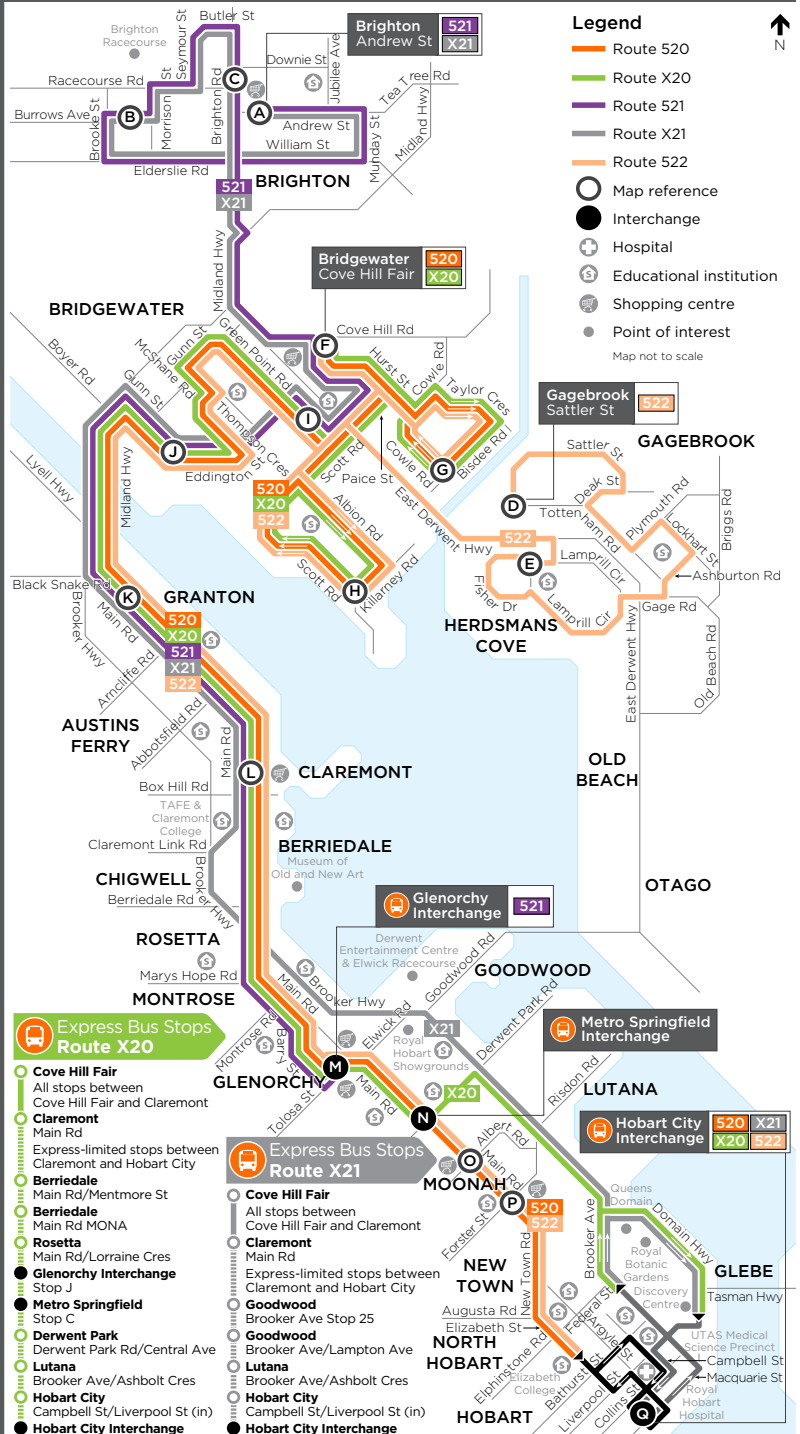 Brighton
Racecourse
Butler St
Seymour St
Brighton 521
Andrew St X21
Legend
N
Route 520
Route X20
Route 521
Route X21
Route 522
Map reference
Interchange
Hospital
Educational institution
Shopping centre
Point of interest
Map not to scale
Downie St
Jubilee Ave
Racecourse Rd
C
Tea Tree Rd
Burrows Ave
B
A
Morrison St
Brighton Rd
Brooke St
Andrew St
William St
Munday St
Midland Hwy
Elderslie Rd
BRIGHTON
521
X21
Midland Hwy
Bridgewater 520
Cove Hill Fair X20
BRIDGEWATER
Cove Hill Rd
F
Boyer Rd
McShane Rd
Gunn St
Green Point Rd
Hurst St
Cowle Rd
Taylor Cres
Gunn St
I
Thompson Cres
Gagebrook
Sattler St
522
GAGEBROOK
Sattler St
J
Eddington St
Scott Rd
Paice St
Cowle Rd
G
Bisdee Rd
D
Deak St
Tottenham Rd
Plymouth Rd
Lockhart St
Briggs Rd
Lyell Hwy
Midland Hwy
520
X20
522
Albion Rd
East Derwent Hwy
522
E
Lamprill Cir
Ashburton Rd
Scott Rd
H
Killarney Rd
Fisher Dr
Lamprill Cir
Gage Rd
HERDSMANS
COVE
Black Snake Rd
K
GRANTON
Main Rd
Brooker Hwy
520
X20
521
X21
522
Arncliffe Rd
East Derwent Hwy
Old Beach Rd
AUSTINS
FERRY
Abbotsfield Rd
Main Rd
OLD
BEACH
L
CLAREMONT
Box Hill Rd
TAFE &
Claremont
College
Claremont Link Rd
BERRIEDALE
Museum of
Old and New Art
CHIGWELL
Brooker Hwy
Berriedale Rd
OTAGO
Glenorchy
Interchange
521
ROSETTA
Derwent
Entertainment Centre
& Elwick Racecourse
Goodwood Rd
GOODWOOD
Marys Hope Rd
MONTROSE
Main Rd
Brooker Hwy
Elwick Rd
X21
Derwent Park Rd
Metro Springfield
Interchange
Montrose Rd
Barry St
Royal
Hobart
Showgrounds
GLENORCHY
M
Main Rd
Tolosa St
X20
N
Risdon Rd
LUTANA
Hobart City
Interchange
520 X21
X20 522
Albert Rd
O
MOONAH
Main Rd
P
Forster St
520
522
NEW
TOWN
New Town Rd
Brooker Ave
Queens
Domain
Domain Hwy
Royal
Botanic
Gardens
Discovery
Centre
GLEBE
Tasman Hwy
Augusta Rd
Elizabeth St
Federal St
Argyle St
NORTH
HOBART
Elphinstone Rd
UTAS Medical
Science Precinct
Campbell St
Macquarie St
Elizabeth
College
Bathurst St
Liverpool St
Collins St
Q
Royal
Hobart
Hospital
HOBART
Express Bus Stops
Route X20
Cove Hill Fair
All stops between
Cove Hill Fair and Claremont
Claremont
Main Rd
Express-limited stops between
Claremont and Hobart City
Berriedale
Main Rd/Mentmore St
Berriedale
Main Rd MONA
Rosetta
Main Rd/Lorraine Cres
Glenorchy Interchange
Stop J
Metro Springfield
Stop C
Derwent Park
Derwent Park Rd/Central Ave
Lutana
Brooker Ave/Ashbolt Cres
Hobart City
Campbell St/Liverpool St (in)
Hobart City Interchange
Express Bus Stops
Route X21
Cove Hill Fair
All stops between
Cove Hill Fair and Claremont
Claremont
Main Rd
Express-limited stops between
Claremont and Hobart City
Goodwood
Brooker Ave Stop 25
Goodwood
Brooker Ave/Lampton Ave
Lutana
Brooker Ave/Ashbolt Cres
Hobart City
Campbell St/Liverpool St (in)
Hobart City Interchange